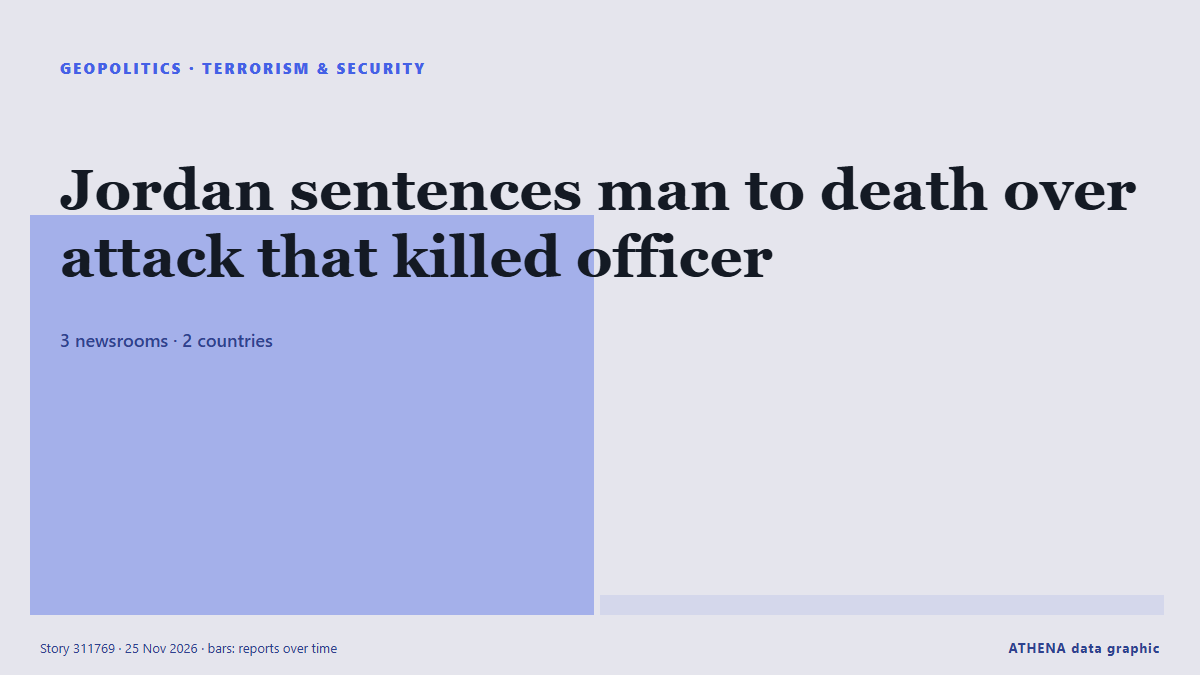 GEOPOLITICS · TERRORISM & SECURITY
Jordan sentences man to death over
attack that killed officer
3 newsrooms · 2 countries
Story 311769 · 25 Nov 2026 · bars: reports over time
ATHENA data graphic